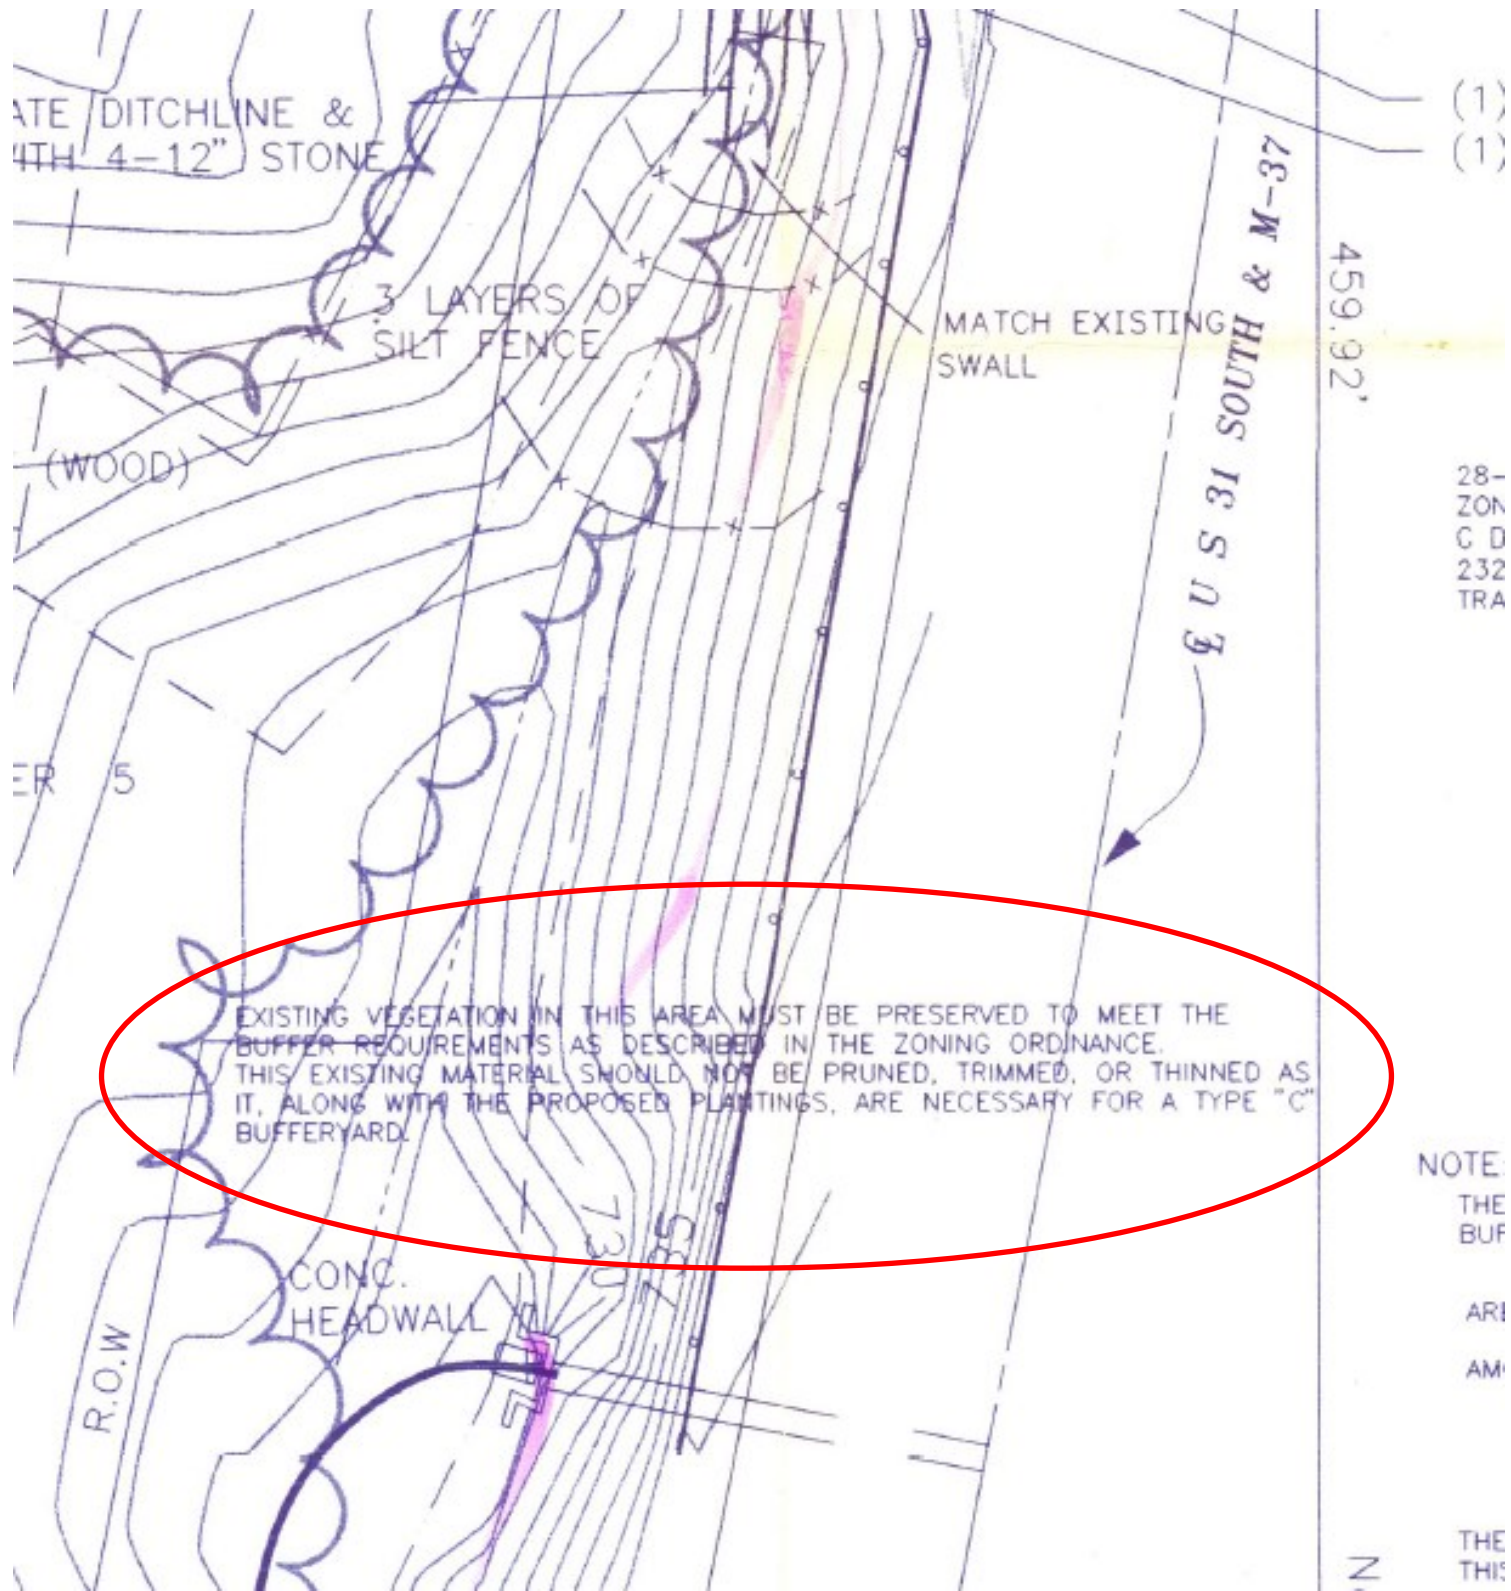 ATE DITCHLINE &
ITH 4-12" STONE
(1)
(1)
℄ U S 31 SOUTH & M-37
459.92'
3 LAYERS OF
SILT FENCE
MATCH EXISTING
SWALL
(WOOD)
28-
ZON
C D
232
TRA
ER 5
EXISTING VEGETATION IN THIS AREA MUST BE PRESERVED TO MEET THE
BUFFER REQUIREMENTS AS DESCRIBED IN THE ZONING ORDINANCE.
THIS EXISTING MATERIAL SHOULD NOT BE PRUNED, TRIMMED, OR THINNED AS
IT, ALONG WITH THE PROPOSED PLANTINGS, ARE NECESSARY FOR A TYPE "C"
BUFFERYARD.
NOTE:
THE
BUF
730
735
CONC.
HEADWALL
ARE
R.O.W
AM
THE
THIS
N